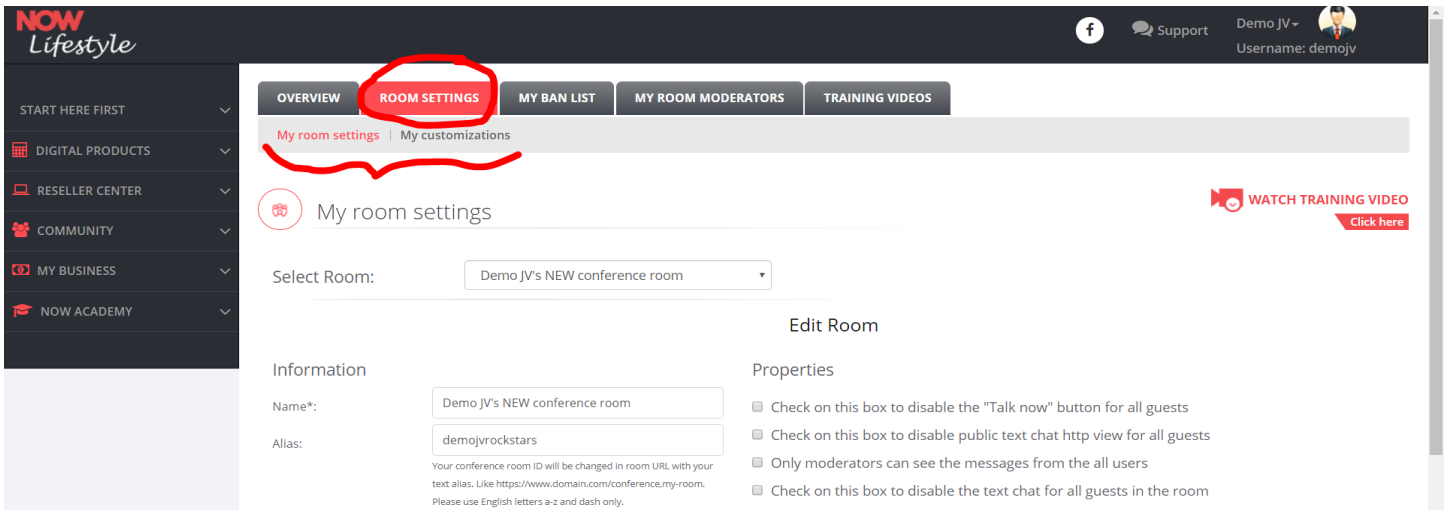 NOW
Lifestyle
f
Support
Demo JV
Username: demojv
START HERE FIRST
DIGITAL PRODUCTS
RESELLER CENTER
COMMUNITY
MY BUSINESS
NOW ACADEMY
OVERVIEW
ROOM SETTINGS
MY BAN LIST
MY ROOM MODERATORS
TRAINING VIDEOS
My room settings | My customizations
My room settings
WATCH TRAINING VIDEO
Click here
Select Room:
Demo JV's NEW conference room
Edit Room
Information
Name*:
Demo JV's NEW conference room
Alias:
demojvrockstars
Your conference room ID will be changed in room URL with your
text alias. Like https://www.domain.com/conference,my-room.
Please use English letters a-z and dash only.
Properties
Check on this box to disable the "Talk now" button for all guests
Check on this box to disable public text chat http view for all guests
Only moderators can see the messages from the all users
Check on this box to disable the text chat for all guests in the room